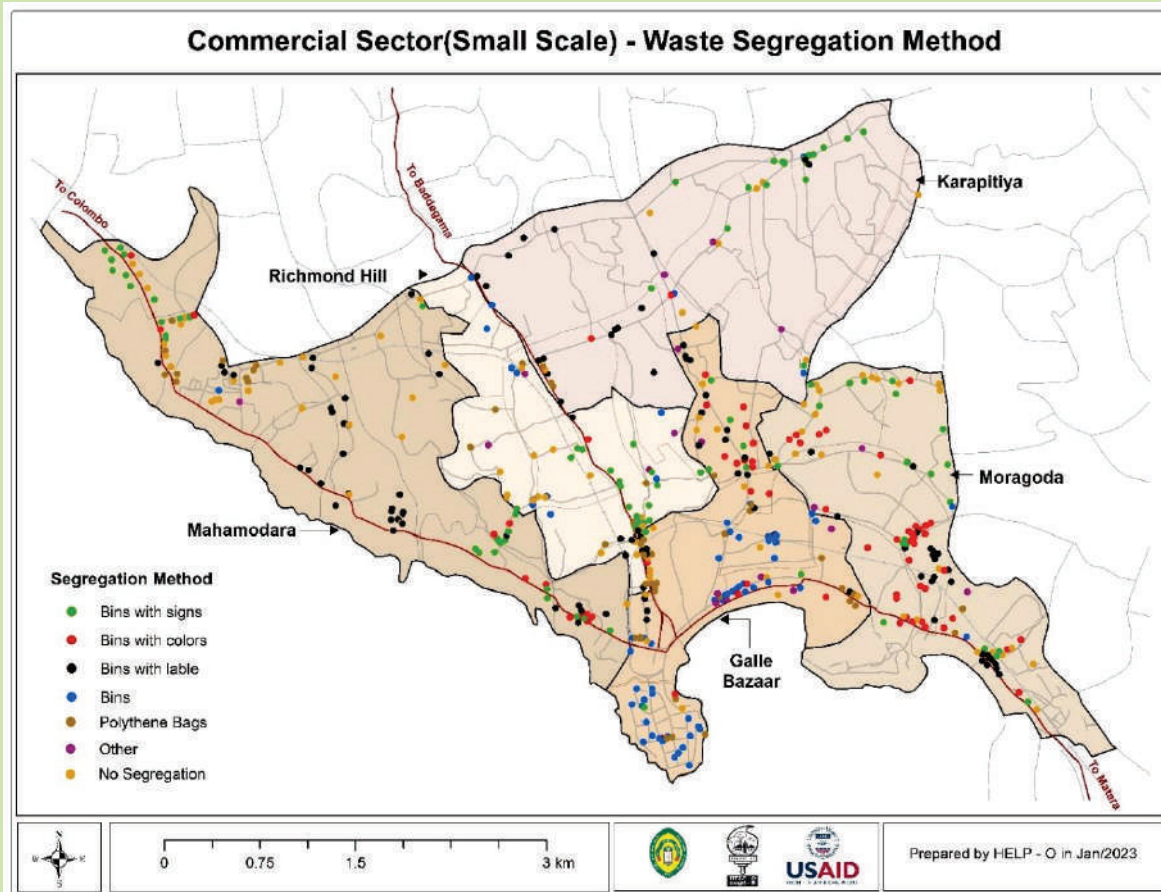 Commercial Sector(Small Scale) - Waste Segregation Method
To Colombo
To Baddegama
Karapitiya
Richmond Hill
Moragoda
Mahamodara
Galle
Bazaar
To Matara
Segregation Method
Bins with signs
Bins with colors
Bins with lable
Bins
Polythene Bags
Other
No Segregation
N
W
E
S
0 0.75 1.5 3 km
USAID
Prepared by HELP - O in Jan/2023